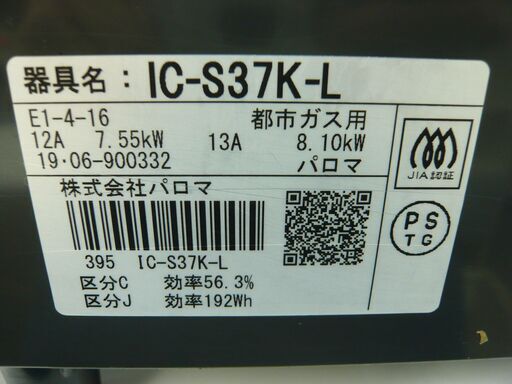 器具名：IC-S37K-L
E1-4-16 都市ガス用
12A 7.55kW 13A 8.10kW
19・06-900332 パロマ
株式会社パロマ
395 IC-S37K-L
区分C 効率56.3%
区分J 効率192Wh
JIA認証
PS
TG